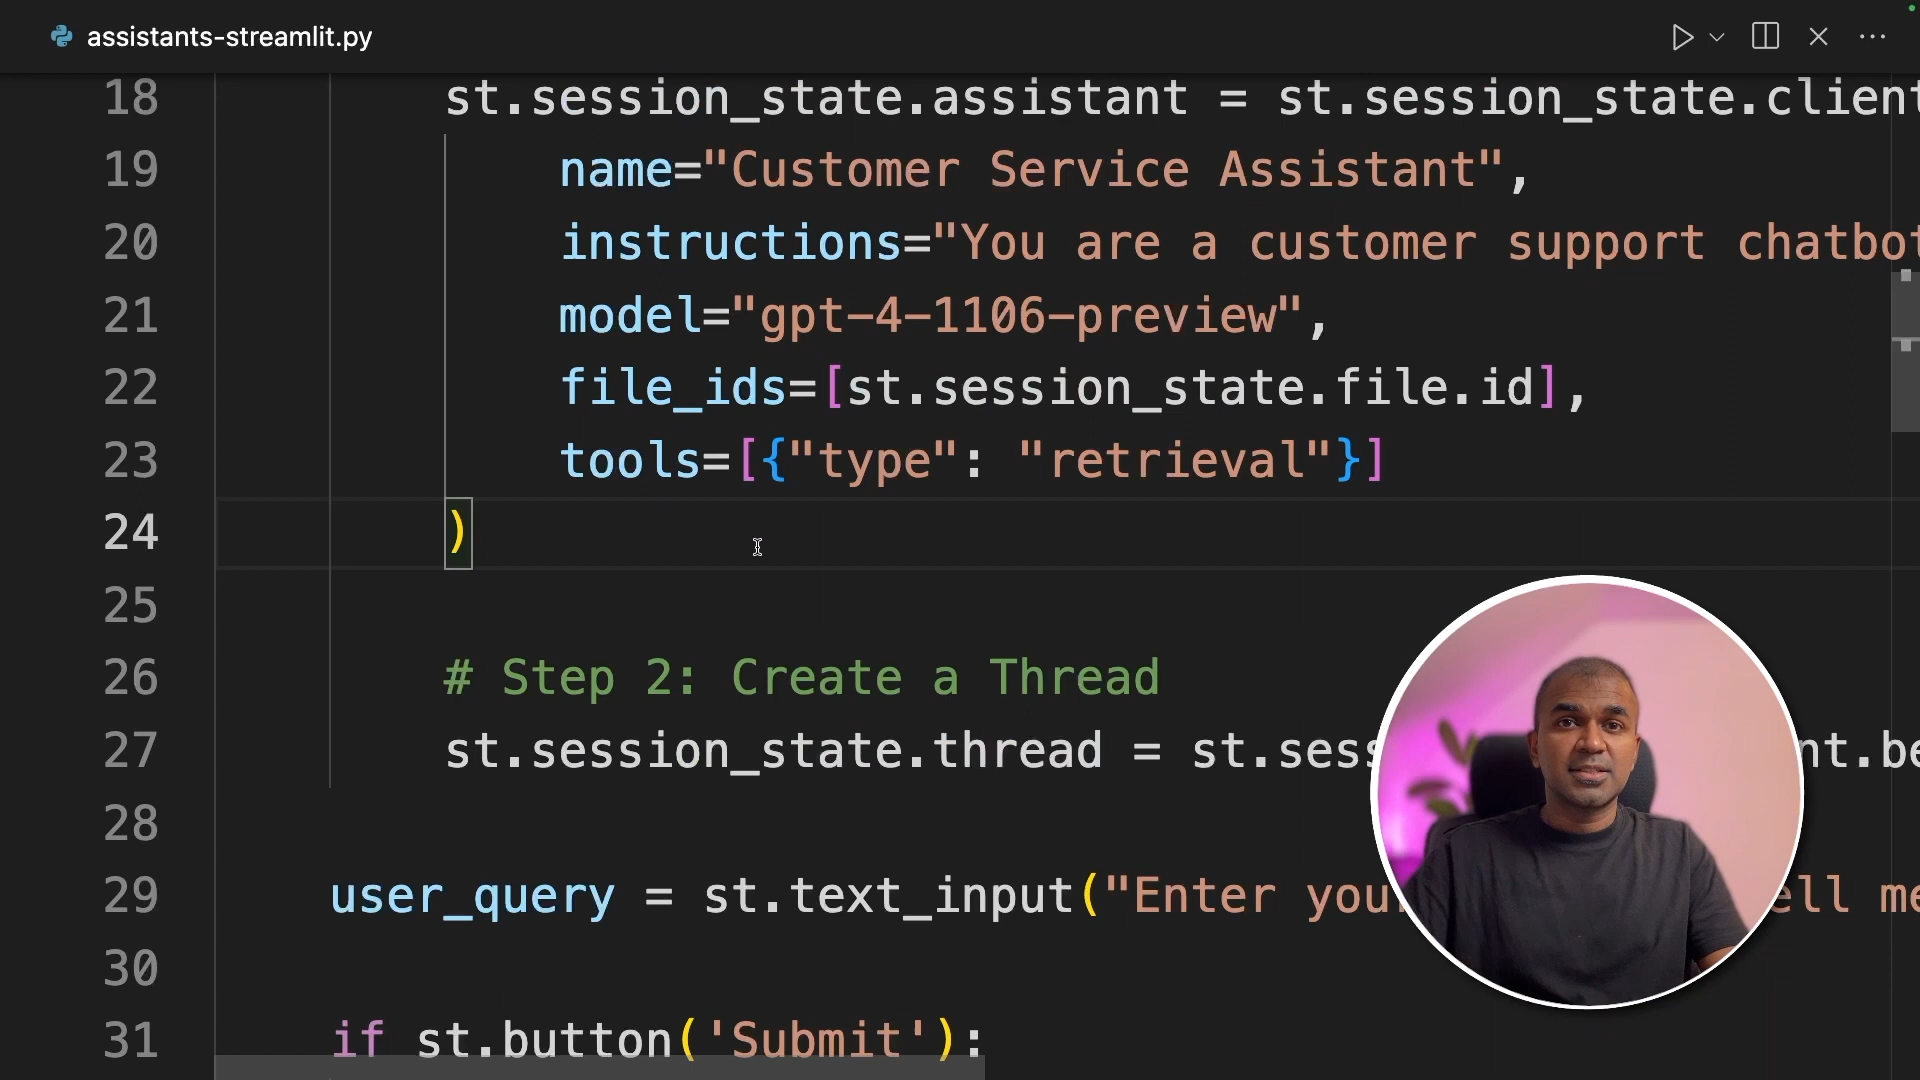 assistants-streamlit.py
18 st.session_state.assistant = st.session_state.client
19 name="Customer Service Assistant",
20 instructions="You are a customer support chatbot
21 model="gpt-4-1106-preview",
22 file_ids=[st.session_state.file.id],
23 tools=[{"type": "retrieval"}]
24 )
25
26 # Step 2: Create a Thread
27 st.session_state.thread = st.sess nt.be
28
29 user_query = st.text_input("Enter you ell me
30
31 if st.button('Submit'):